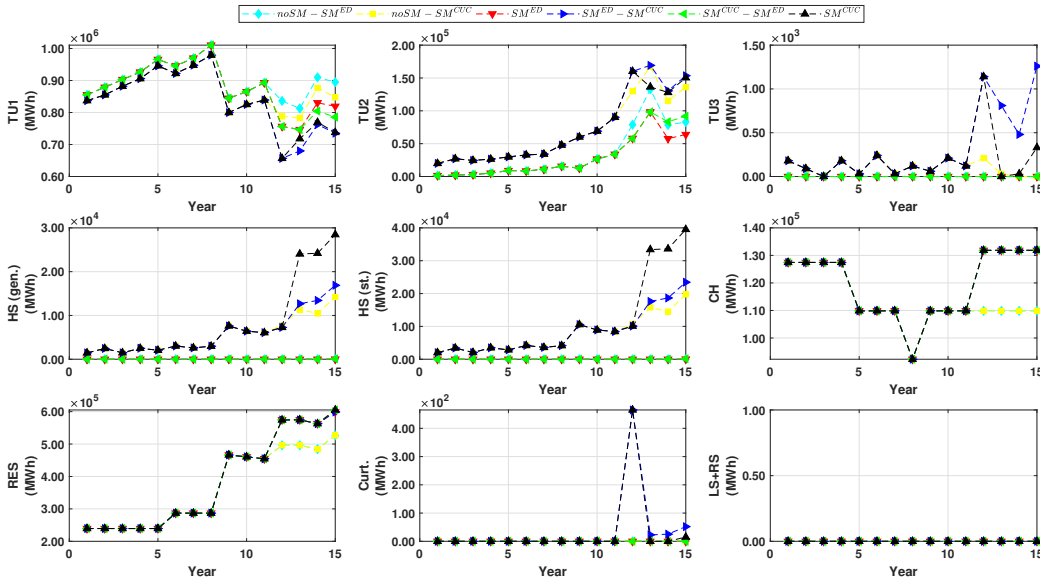 noSM − SM^ED noSM − SM^CUC SM^ED SM^ED − SM^CUC SM^CUC − SM^ED SM^CUC
×10^6
1.00
0.90
0.80
0.70
0.60
TU1
(MWh)
0 5 10 15
Year
×10^5
2.00
1.50
1.00
0.50
0.00
TU2
(MWh)
0 5 10 15
Year
×10^3
1.50
1.00
0.50
0.00
TU3
(MWh)
0 5 10 15
Year
×10^4
3.00
2.00
1.00
0.00
HS (gen.)
(MWh)
0 5 10 15
Year
×10^4
4.00
3.00
2.00
1.00
0.00
HS (st.)
(MWh)
0 5 10 15
Year
×10^5
1.40
1.30
1.20
1.10
1.00
CH
(MWh)
0 5 10 15
Year
×10^5
6.00
5.00
4.00
3.00
2.00
RES
(MWh)
0 5 10 15
Year
×10^2
4.00
3.00
2.00
1.00
0.00
Curt.
(MWh)
0 5 10 15
Year
1.00
0.50
0.00
LS+RS
(MWh)
0 5 10 15
Year